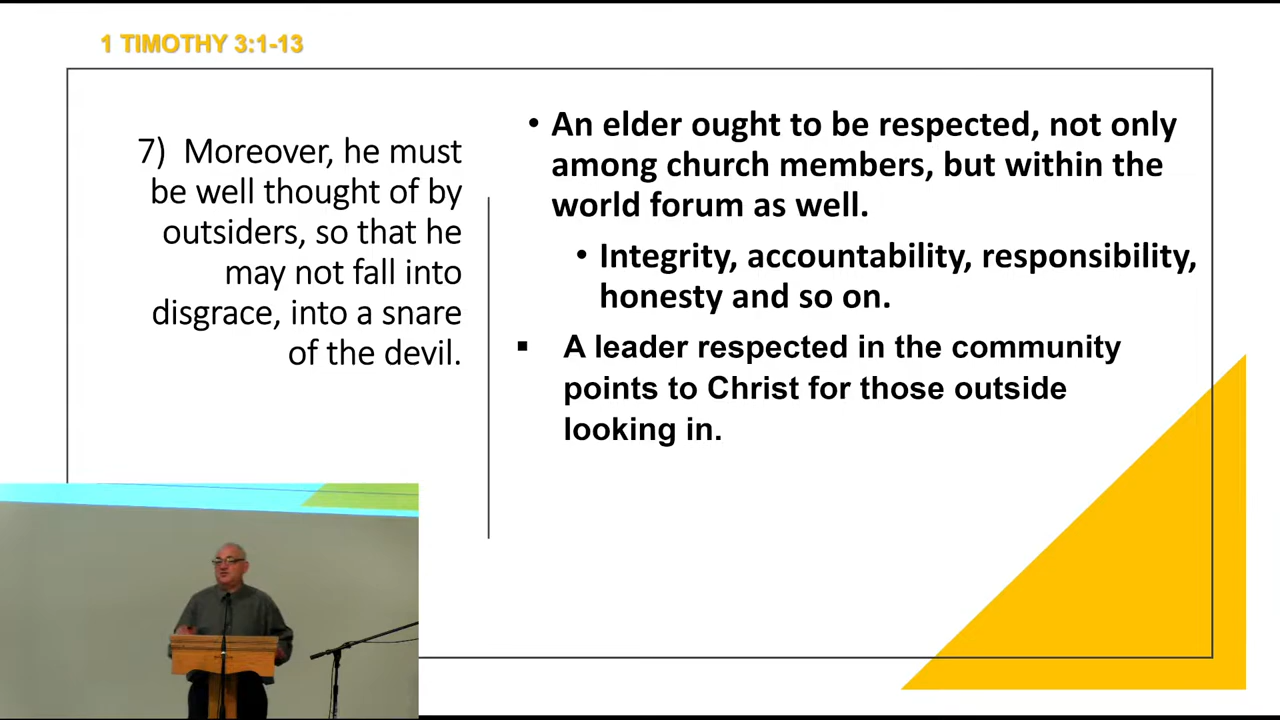 1 TIMOTHY 3:1-13
7) Moreover, he must
be well thought of by
outsiders, so that he
may not fall into
disgrace, into a snare
of the devil.
• An elder ought to be respected, not only
among church members, but within the
world forum as well.
• Integrity, accountability, responsibility,
honesty and so on.
▪ A leader respected in the community
points to Christ for those outside
looking in.